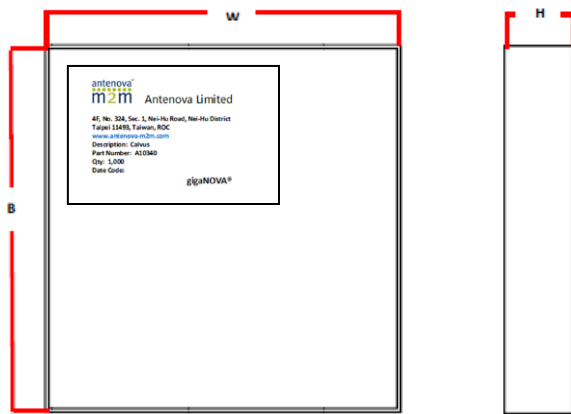 W
H
B
antenova®
m2m Antenova Limited
4F, No. 324, Sec. 1, Nei-Hu Road, Nei-Hu District
Taipei 11493, Taiwan, ROC
www.antenova-m2m.com
Description: Calvus
Part Number: A10340
Qty: 1,000
Date Code:
gigaNOVA®